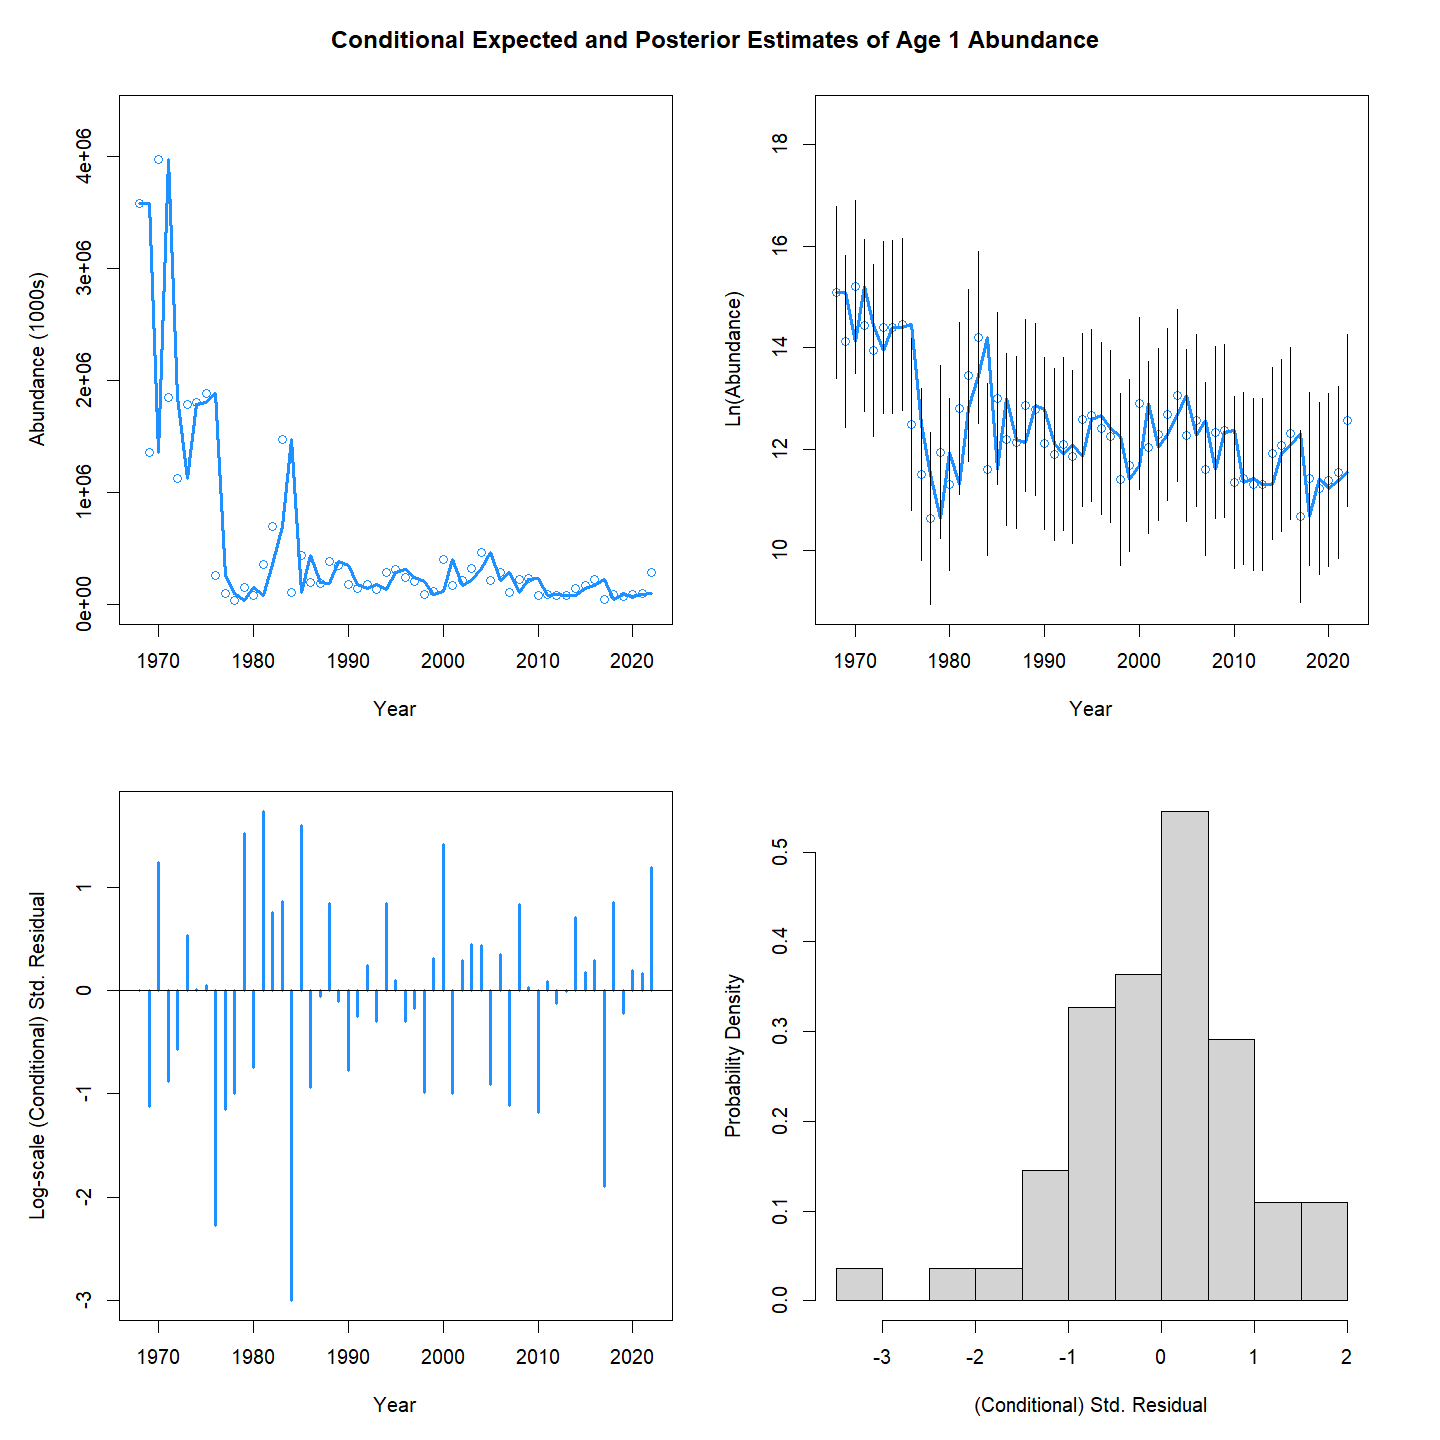 Conditional Expected and Posterior Estimates of Age 1 Abundance
Abundance (1000s)
0e+00 1e+06 2e+06 3e+06 4e+06
1970 1980 1990 2000 2010 2020
Year
Ln(Abundance)
10 12 14 16 18
1970 1980 1990 2000 2010 2020
Year
Log-scale (Conditional) Std. Residual
-3 -2 -1 0 1
1970 1980 1990 2000 2010 2020
Year
Probability Density
0.0 0.1 0.2 0.3 0.4 0.5
-3 -2 -1 0 1 2
(Conditional) Std. Residual